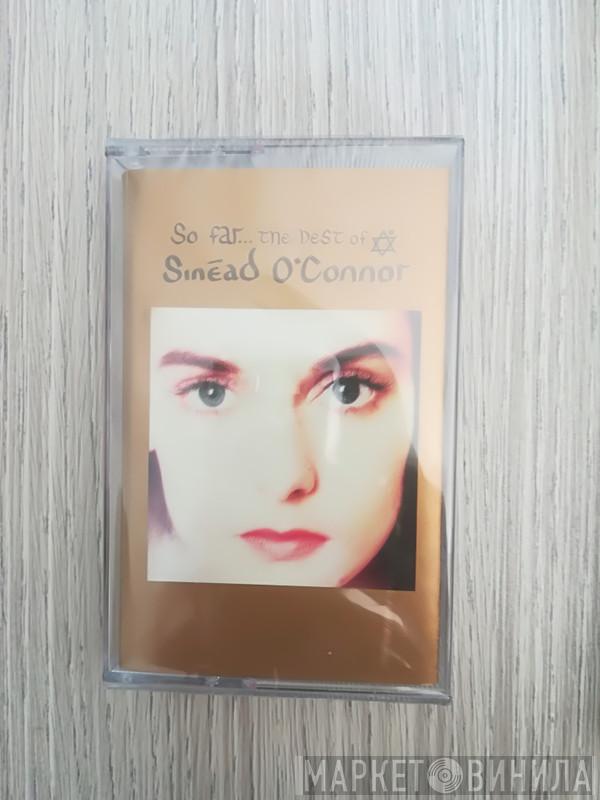 So far... the best of
Sinéad O'Connor
МАРКЕТ ВИНИЛА